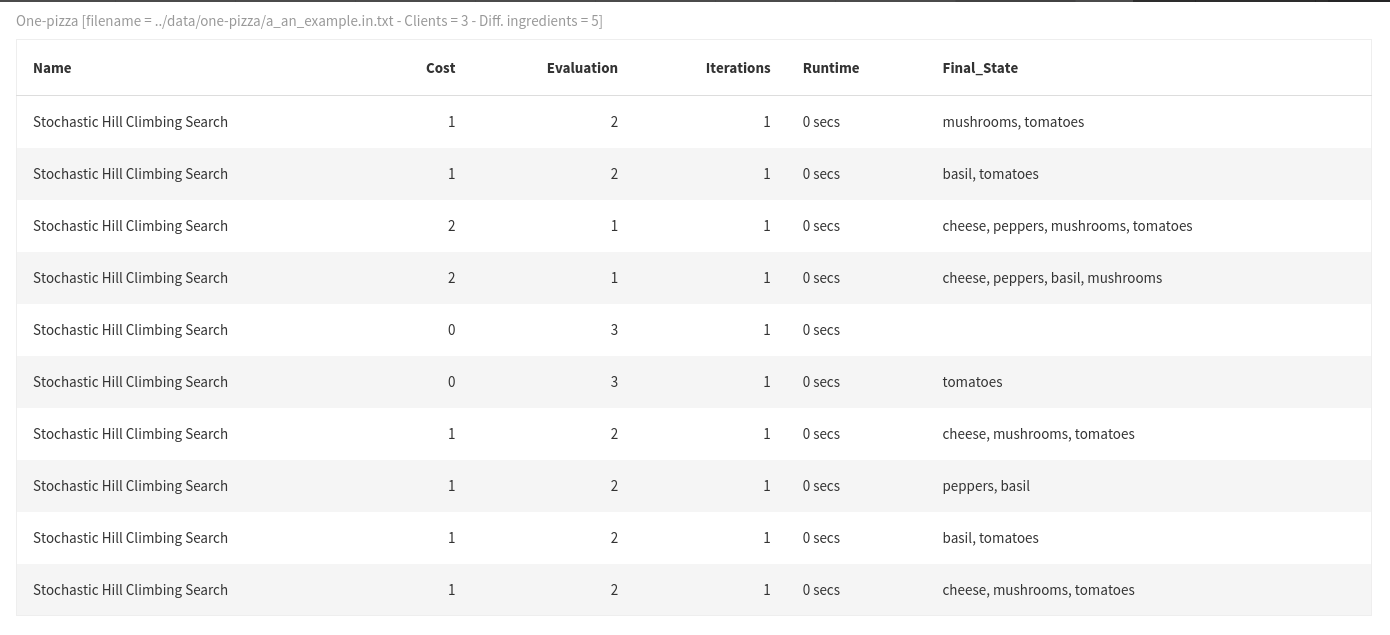 One-pizza [filename = ../data/one-pizza/a_an_example.in.txt - Clients = 3 - Diff. ingredients = 5]
Name Cost Evaluation Iterations Runtime Final_State
Stochastic Hill Climbing Search 1 2 1 0 secs mushrooms, tomatoes
Stochastic Hill Climbing Search 1 2 1 0 secs basil, tomatoes
Stochastic Hill Climbing Search 2 1 1 0 secs cheese, peppers, mushrooms, tomatoes
Stochastic Hill Climbing Search 2 1 1 0 secs cheese, peppers, basil, mushrooms
Stochastic Hill Climbing Search 0 3 1 0 secs
Stochastic Hill Climbing Search 0 3 1 0 secs tomatoes
Stochastic Hill Climbing Search 1 2 1 0 secs cheese, mushrooms, tomatoes
Stochastic Hill Climbing Search 1 2 1 0 secs peppers, basil
Stochastic Hill Climbing Search 1 2 1 0 secs basil, tomatoes
Stochastic Hill Climbing Search 1 2 1 0 secs cheese, mushrooms, tomatoes